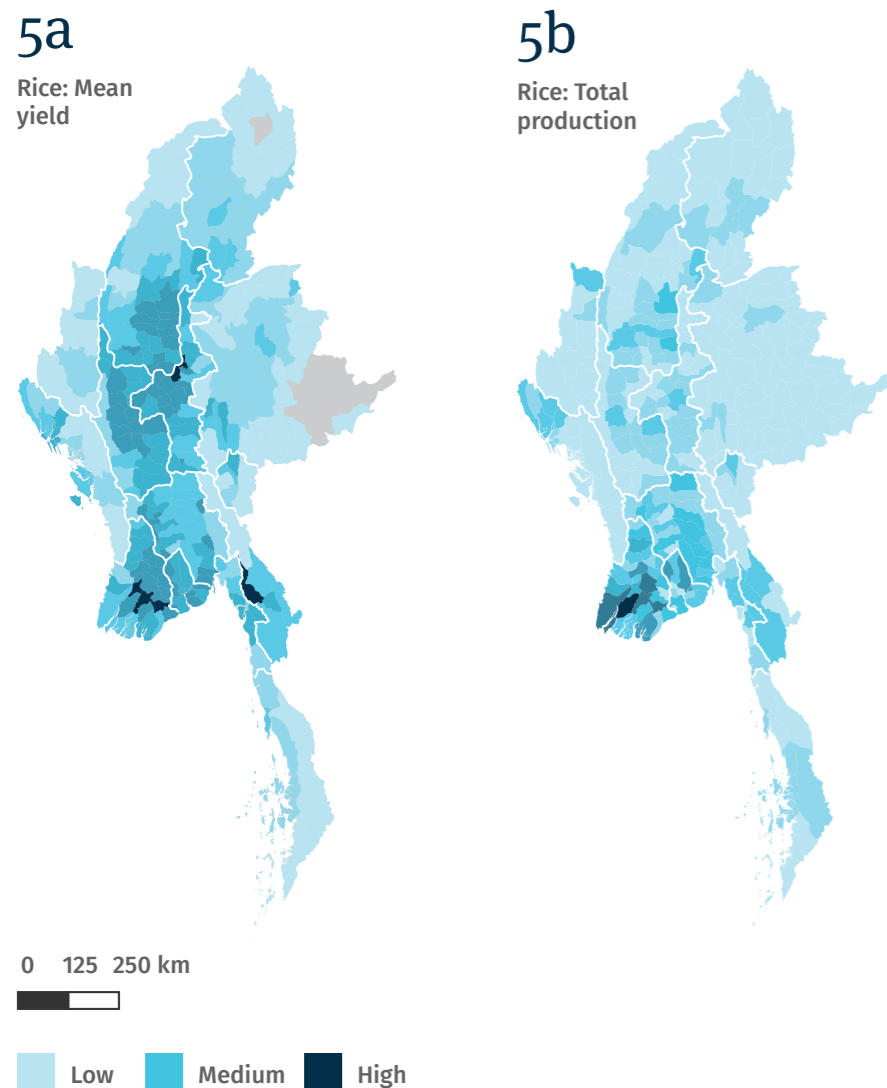 5a
Rice: Mean
yield
5b
Rice: Total
production
0 125 250 km
Low Medium High